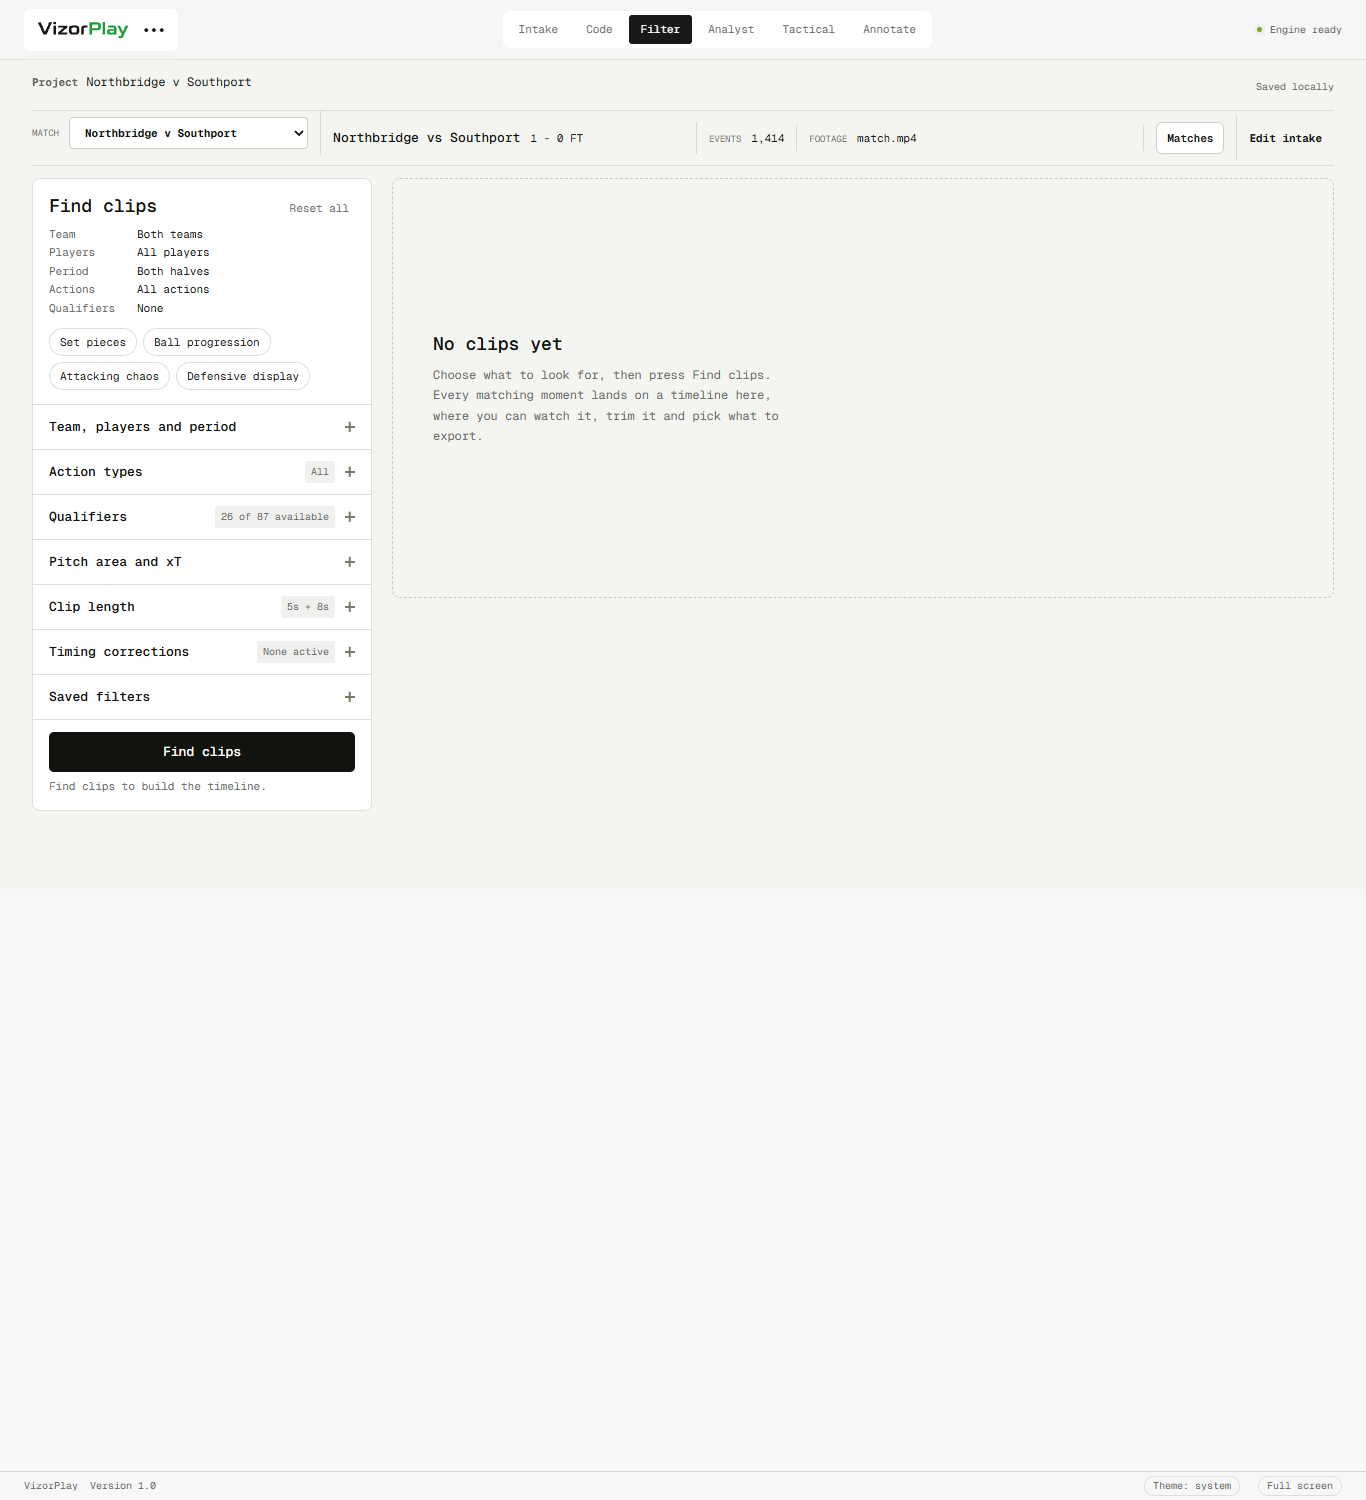 VizorPlay
Intake Code Filter Analyst Tactical Annotate
Engine ready
Project Northbridge v Southport
Saved locally
MATCH Northbridge v Southport
Northbridge vs Southport 1 - 0 FT
EVENTS 1,414
FOOTAGE match.mp4
Matches
Edit intake
Find clips
Reset all
Team Both teams
Players All players
Period Both halves
Actions All actions
Qualifiers None
Set pieces Ball progression
Attacking chaos Defensive display
Team, players and period +
Action types All +
Qualifiers 26 of 87 available +
Pitch area and xT +
Clip length 5s + 8s +
Timing corrections None active +
Saved filters +
Find clips
Find clips to build the timeline.
No clips yet
Choose what to look for, then press Find clips.
Every matching moment lands on a timeline here,
where you can watch it, trim it and pick what to
export.
VizorPlay Version 1.0
Theme: system
Full screen